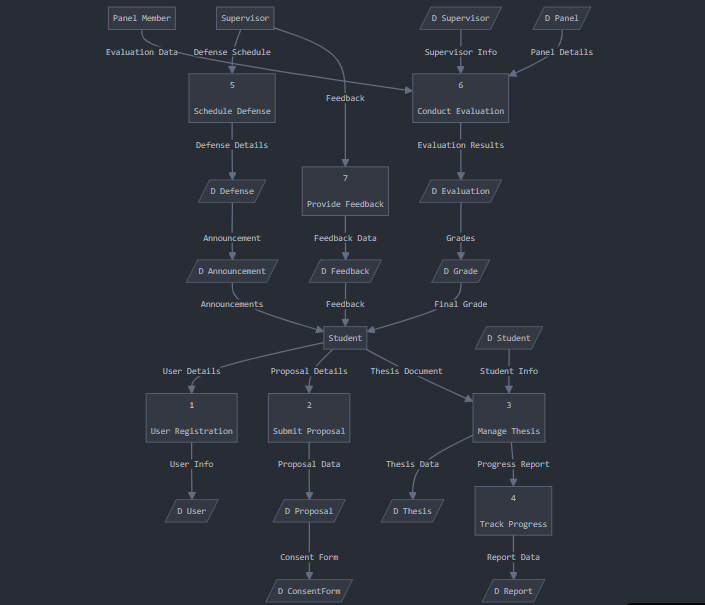 Panel Member
Supervisor
D Supervisor
D Panel
Evaluation Data
Defense Schedule
Supervisor Info
Panel Details
5
Schedule Defense
Feedback
6
Conduct Evaluation
Defense Details
Evaluation Results
7
Provide Feedback
D Defense
D Evaluation
Announcement
Feedback Data
Grades
D Announcement
D Feedback
D Grade
Announcements
Feedback
Final Grade
Student
D Student
User Details
Proposal Details
Thesis Document
Student Info
1
User Registration
2
Submit Proposal
3
Manage Thesis
User Info
Proposal Data
Thesis Data
Progress Report
D User
D Proposal
D Thesis
4
Track Progress
Consent Form
Report Data
D ConsentForm
D Report